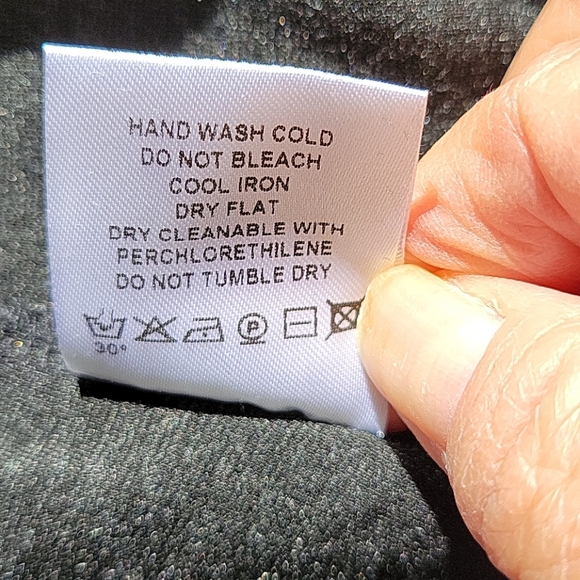 HAND WASH COLD
DO NOT BLEACH
COOL IRON
DRY FLAT
DRY CLEANABLE WITH
PERCHLORETHILENE
DO NOT TUMBLE DRY
P
30°